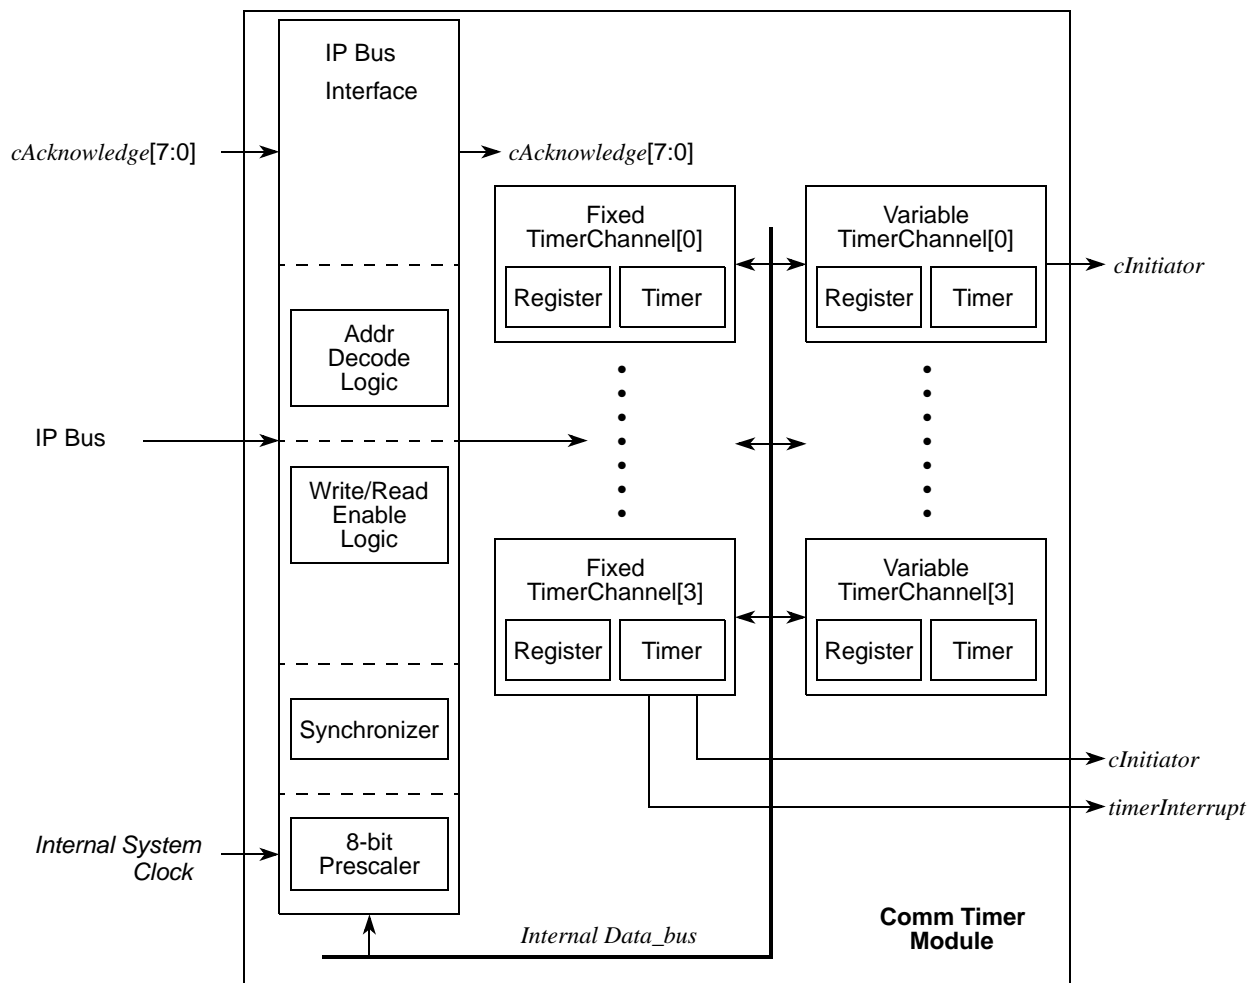 IP Bus
Interface
cAcknowledge[7:0]
cAcknowledge[7:0]
Fixed
TimerChannel[0]
Register
Timer
Variable
TimerChannel[0]
Register
Timer
cInitiator
Addr
Decode
Logic
IP Bus
Write/Read
Enable
Logic
Fixed
TimerChannel[3]
Register
Timer
Variable
TimerChannel[3]
Register
Timer
Synchronizer
cInitiator
timerInterrupt
Internal System
Clock
8-bit
Prescaler
Internal Data_bus
Comm Timer
Module